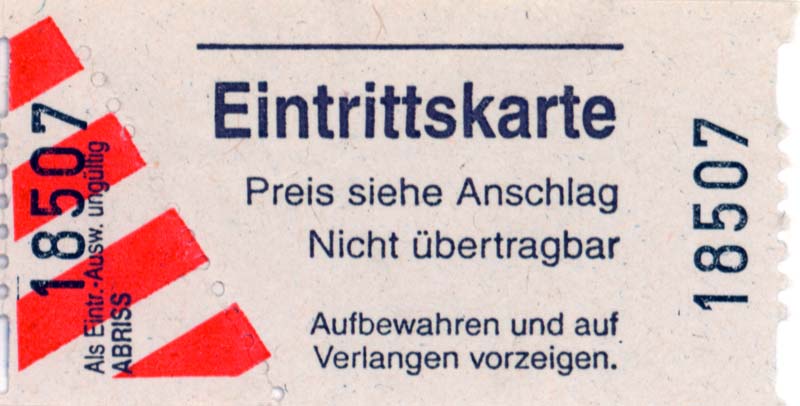 18507
Als Eintr.-Ausw. ungültig
ABRISS
Eintrittskarte
Preis siehe Anschlag
Nicht übertragbar
Aufbewahren und auf
Verlangen vorzeigen.
18507